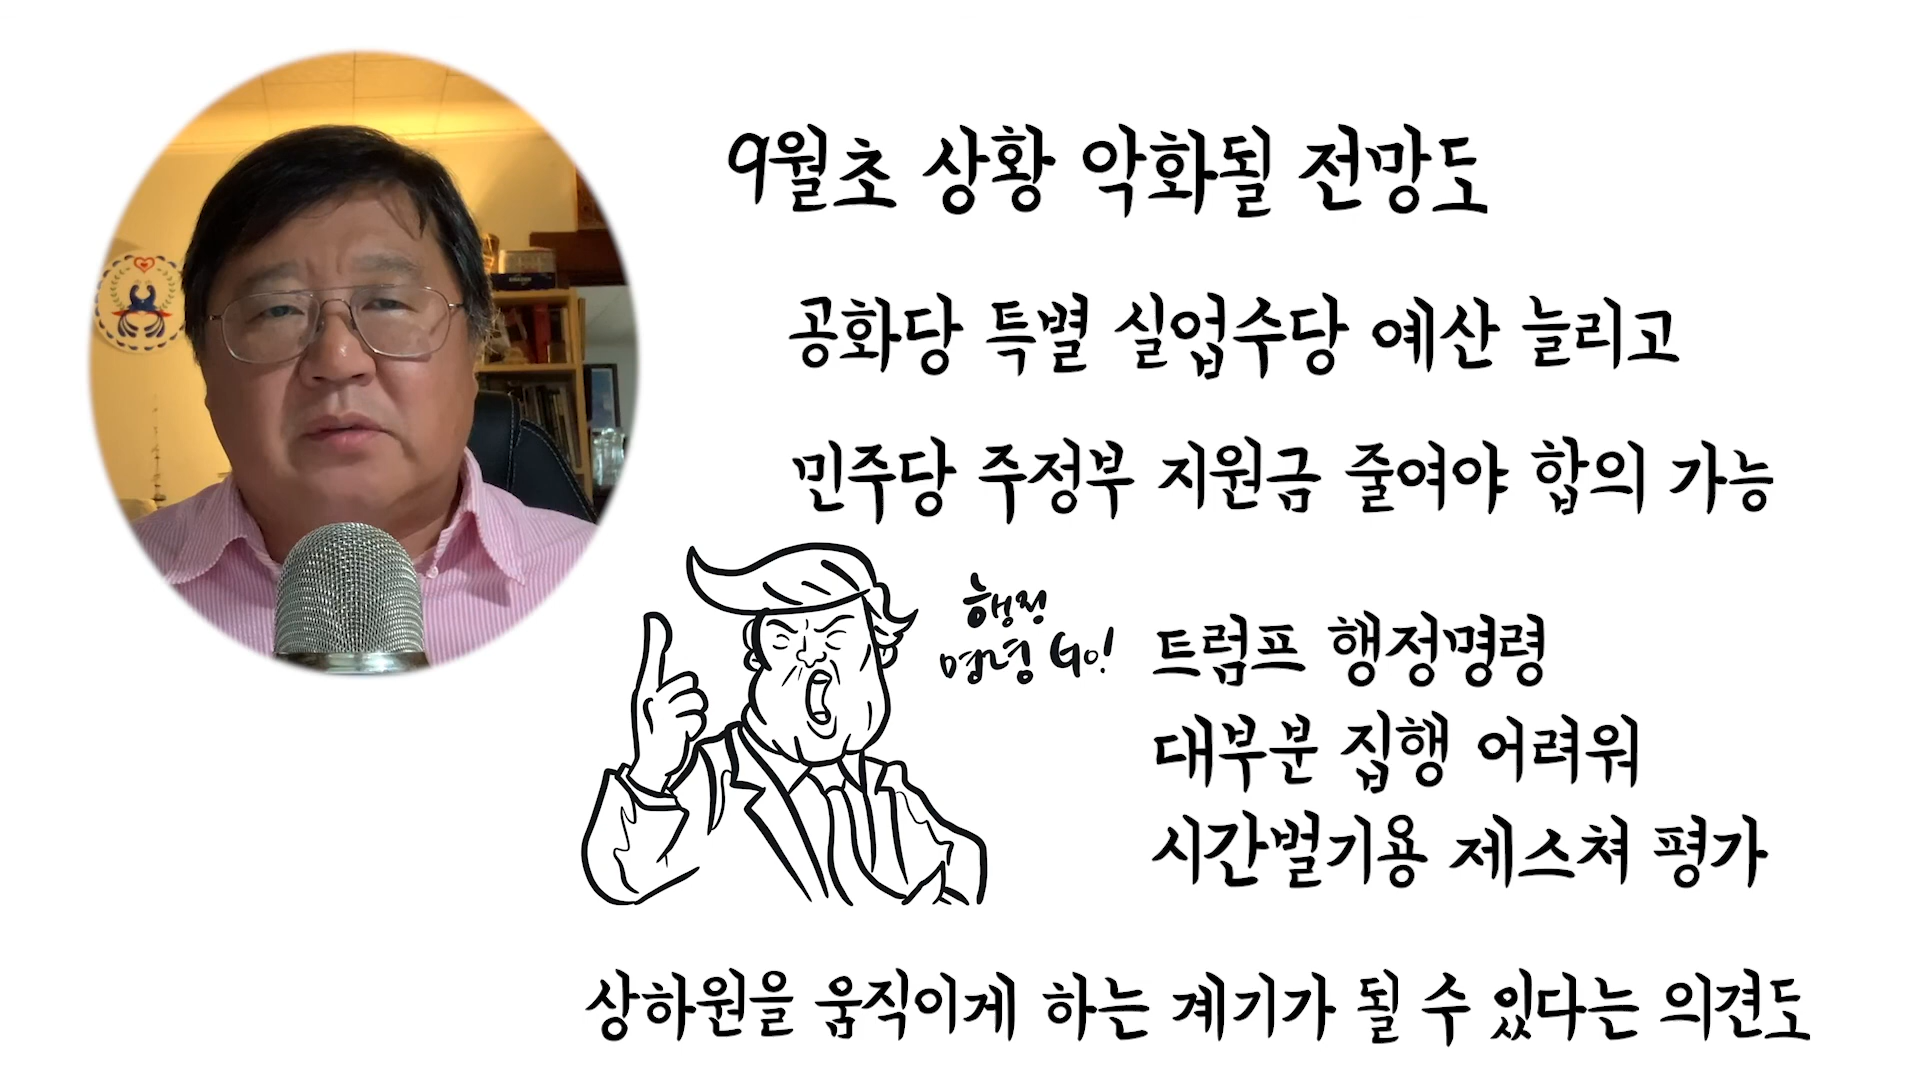 9월초 상황 악화될 전망도
공화당 특별 실업수당 예산 늘리고
민주당 주정부 지원금 줄여야 합의 가능
행정
명령 Go!
트럼프 행정명령
대부분 집행 어려워
시간벌기용 제스쳐 평가
상하원을 움직이게 하는 계기가 될 수 있다는 의견도